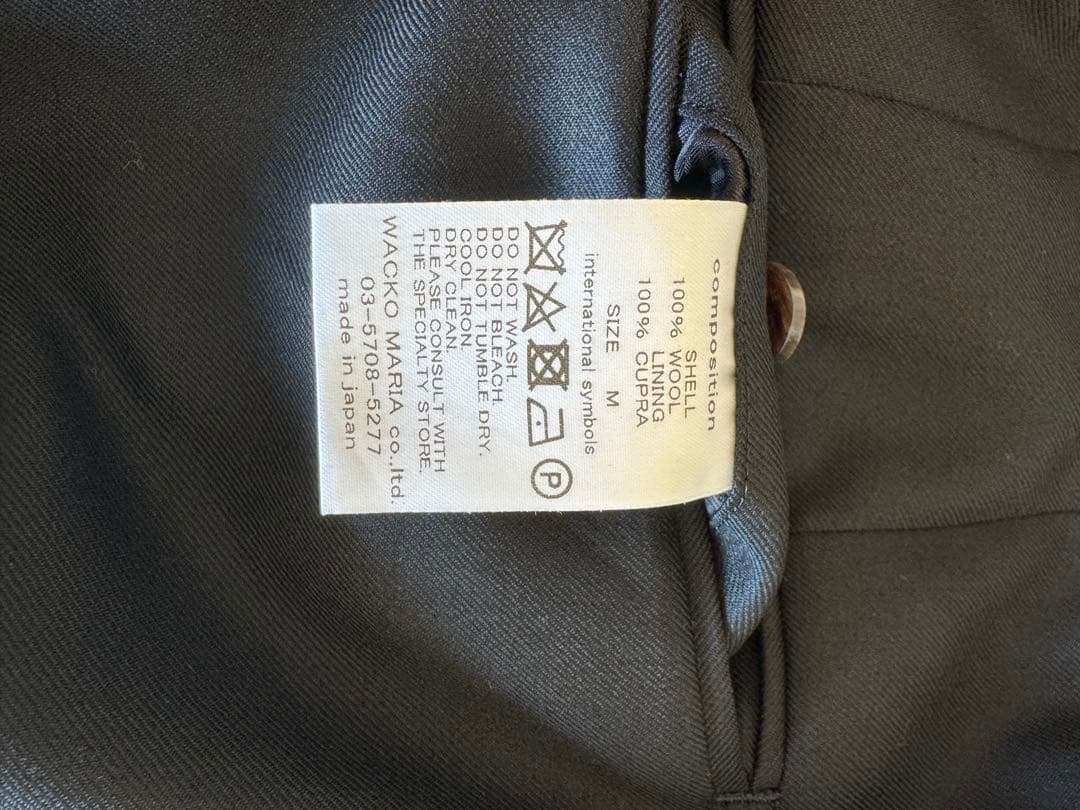 composition
SHELL
100% WOOL
LINING
100% CUPRA
SIZE M
international symbols
P
DO NOT WASH.
DO NOT BLEACH.
DO NOT TUMBLE DRY.
COOL IRON.
DRY CLEAN.
PLEASE CONSULT WITH
THE SPECIALTY STORE.
WACKO MARIA co.,ltd.
03-5708-5277
made in japan